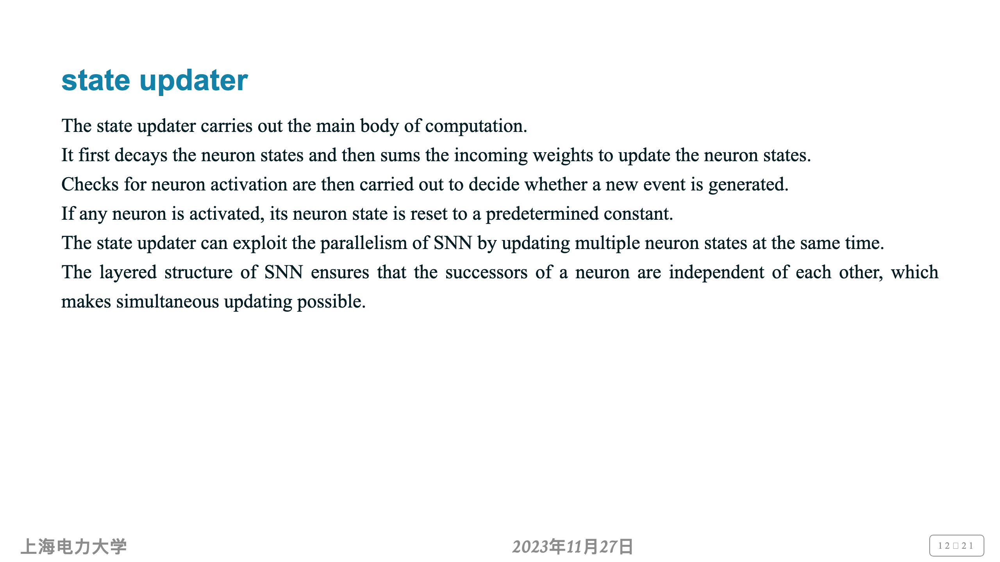 state updater
The state updater carries out the main body of computation.
It first decays the neuron states and then sums the incoming weights to update the neuron states.
Checks for neuron activation are then carried out to decide whether a new event is generated.
If any neuron is activated, its neuron state is reset to a predetermined constant.
The state updater can exploit the parallelism of SNN by updating multiple neuron states at the same time.
The layered structure of SNN ensures that the successors of a neuron are independent of each other, which
makes simultaneous updating possible.
上海电力大学
2023年11月27日
12□21